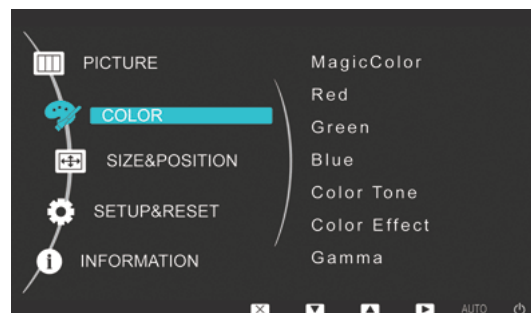 PICTURE
COLOR
SIZE&POSITION
SETUP&RESET
INFORMATION
MagicColor
Red
Green
Blue
Color Tone
Color Effect
Gamma
AUTO